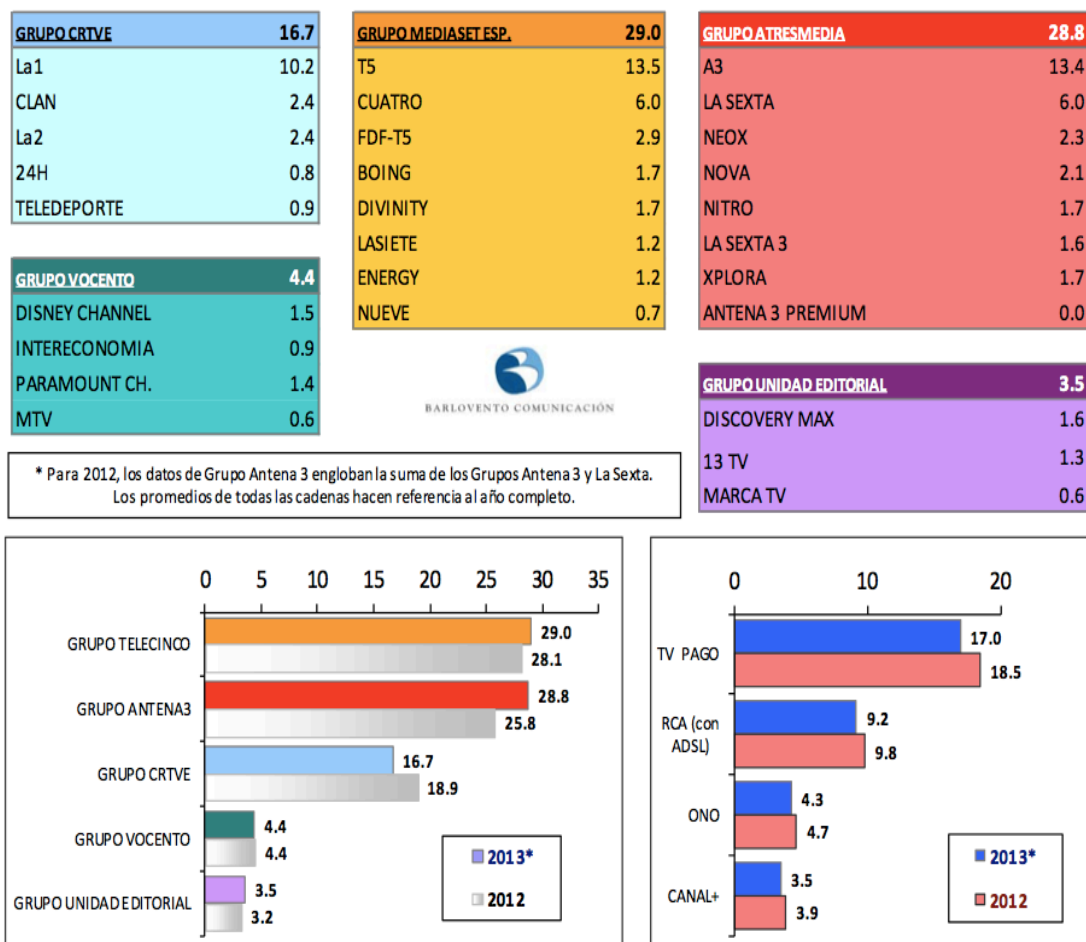 GRUPO CRTVE 16.7
La1 10.2
CLAN 2.4
La2 2.4
24H 0.8
TELEDEPORTE 0.9
GRUPO MEDIASET ESP. 29.0
T5 13.5
CUATRO 6.0
FDF-T5 2.9
BOING 1.7
DIVINITY 1.7
LASIETE 1.2
ENERGY 1.2
NUEVE 0.7
GRUPO ATRESMEDIA 28.8
A3 13.4
LA SEXTA 6.0
NEOX 2.3
NOVA 2.1
NITRO 1.7
LA SEXTA 3 1.6
XPLORA 1.7
ANTENA 3 PREMIUM 0.0
GRUPO VOCENTO 4.4
DISNEY CHANNEL 1.5
INTERECONOMIA 0.9
PARAMOUNT CH. 1.4
MTV 0.6
BARLOVENTO COMUNICACIÓN
GRUPO UNIDAD EDITORIAL 3.5
DISCOVERY MAX 1.6
13 TV 1.3
MARCA TV 0.6
* Para 2012, los datos de Grupo Antena 3 engloban la suma de los Grupos Antena 3 y La Sexta.
Los promedios de todas las cadenas hacen referencia al año completo.
0 5 10 15 20 25 30 35
GRUPO TELECINCO 29.0
28.1
GRUPO ANTENA3 28.8
25.8
GRUPO CRTVE 16.7
18.9
GRUPO VOCENTO 4.4
4.4
GRUPO UNIDAD EDITORIAL 3.5
3.2
2013*
2012
0 10 20
TV PAGO 17.0
18.5
RCA (con
ADSL)
9.2
9.8
ONO 4.3
4.7
CANAL+ 3.5
3.9
2013*
2012